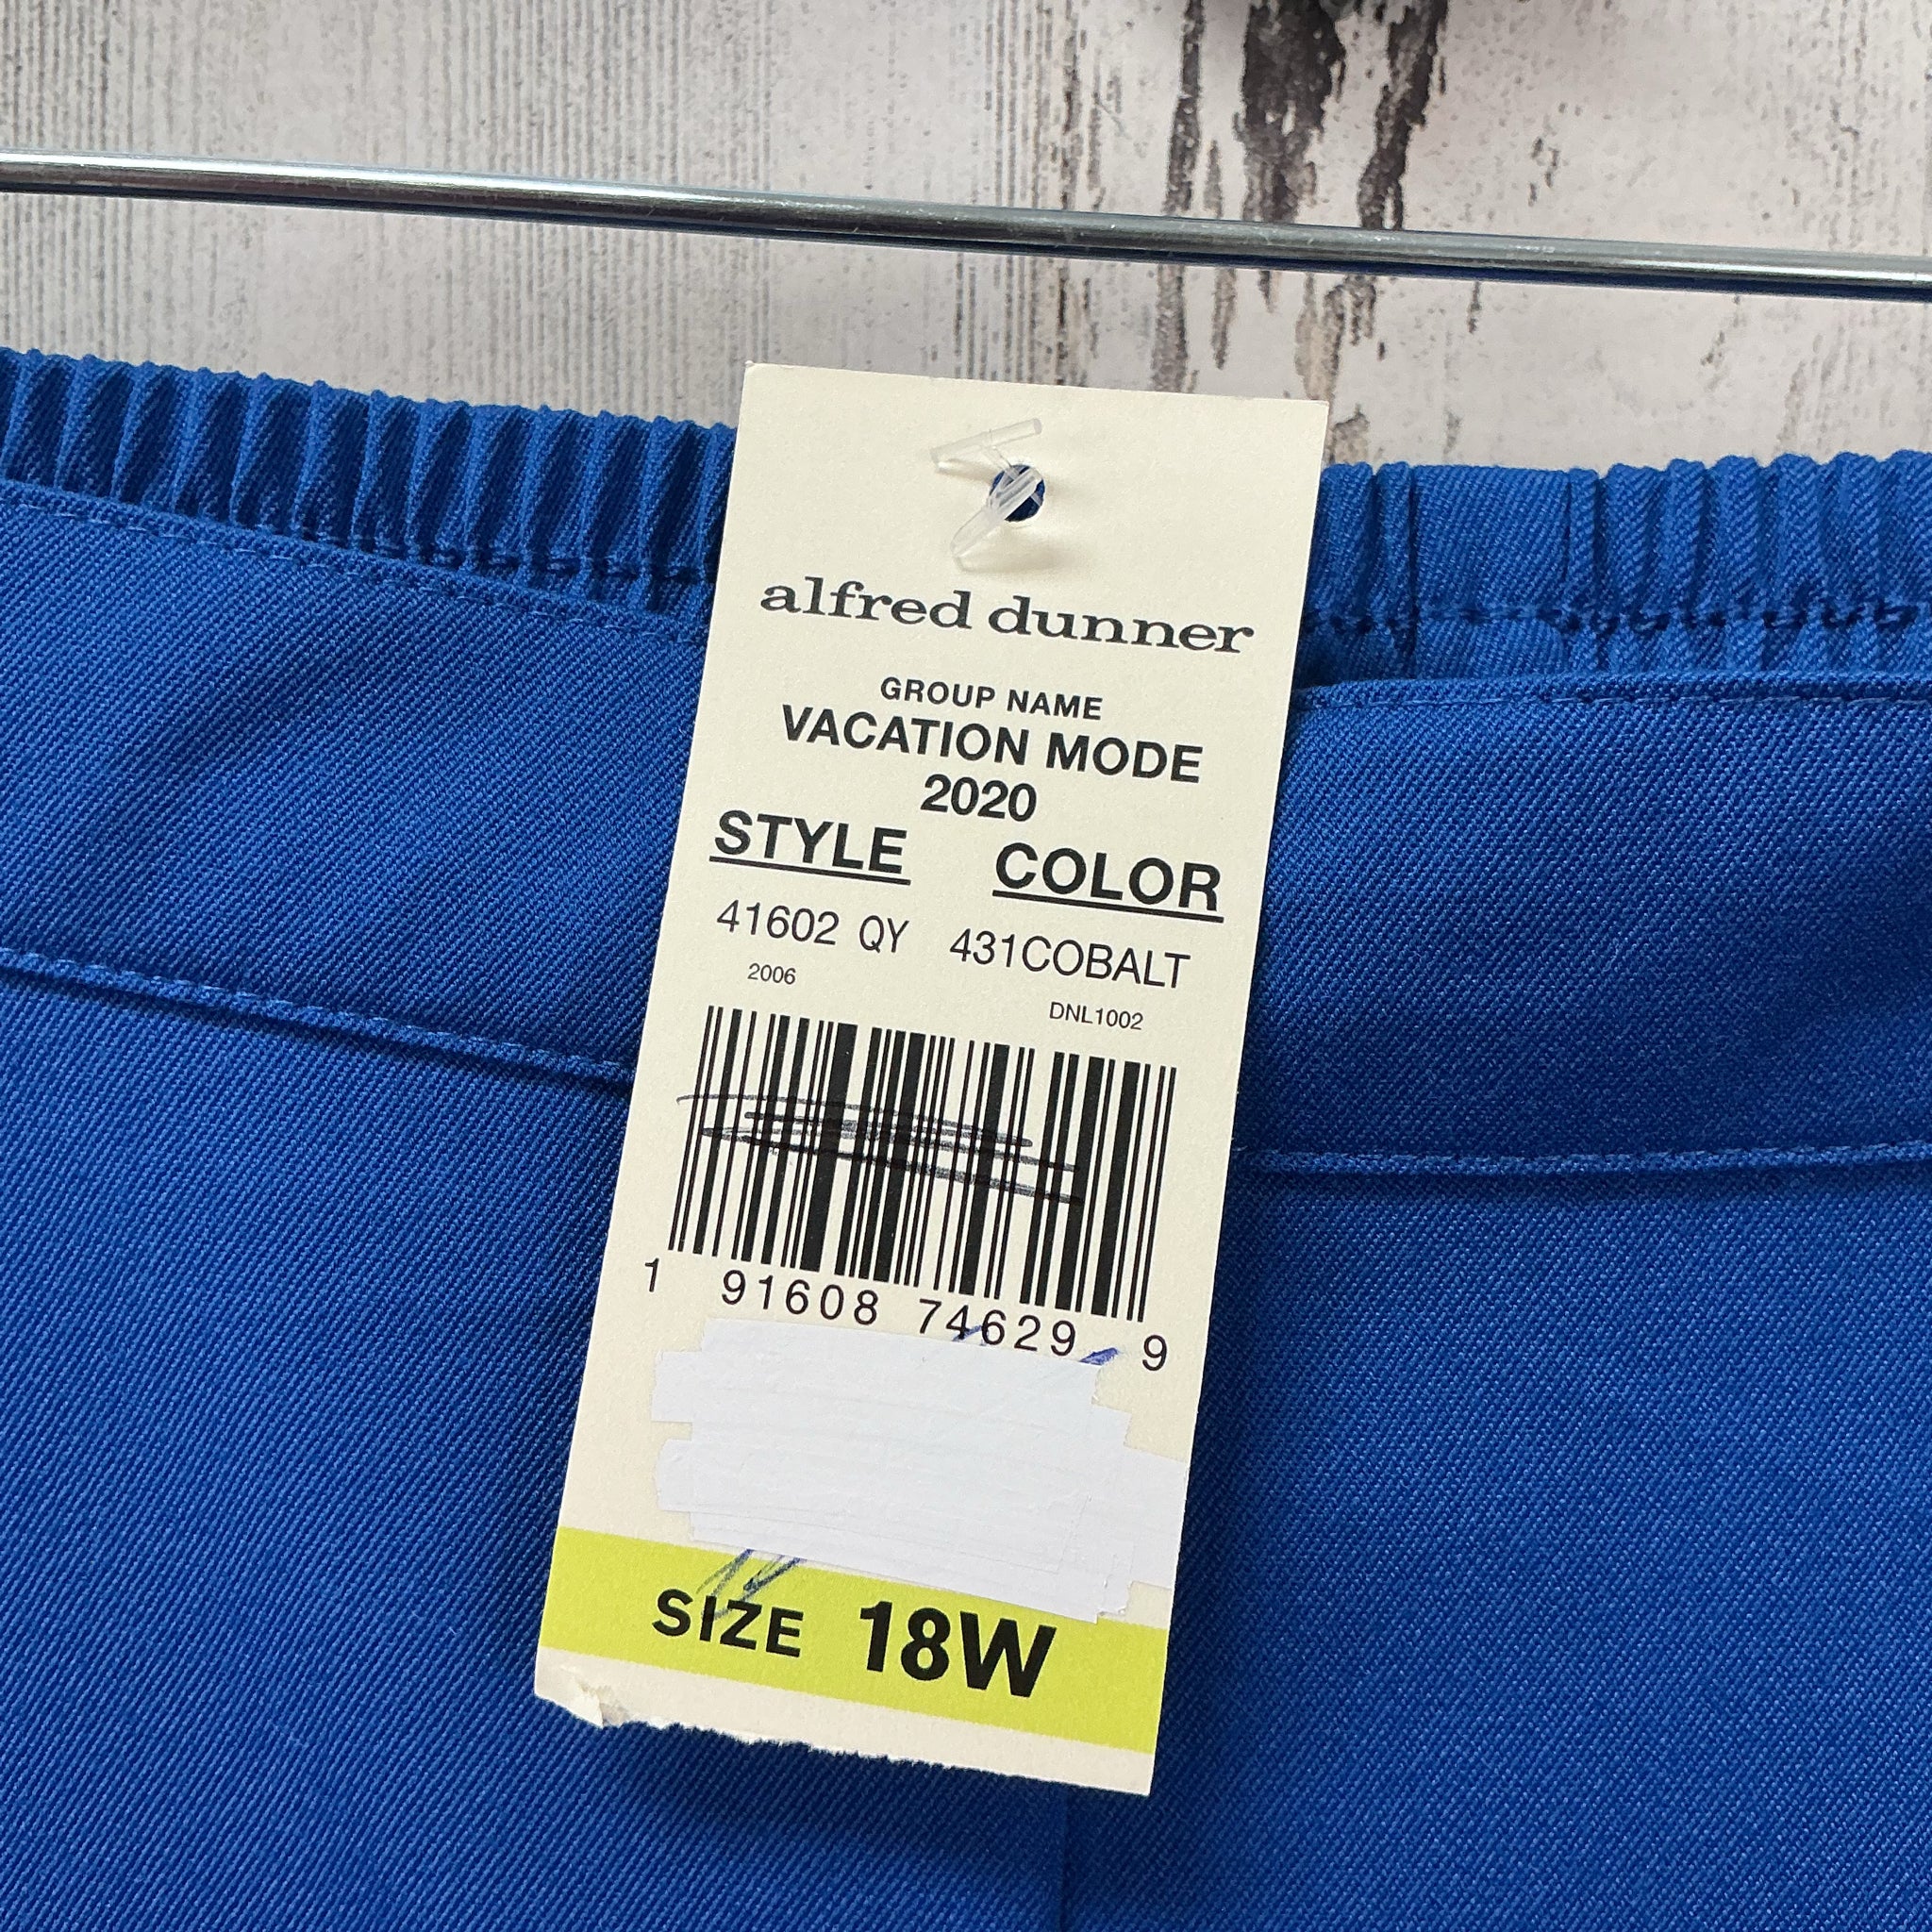 alfred dunner
GROUP NAME
VACATION MODE
2020
STYLE COLOR
41602 QY 431COBALT
2006 DNL1002
1 91608 74629 9
SIZE 18W